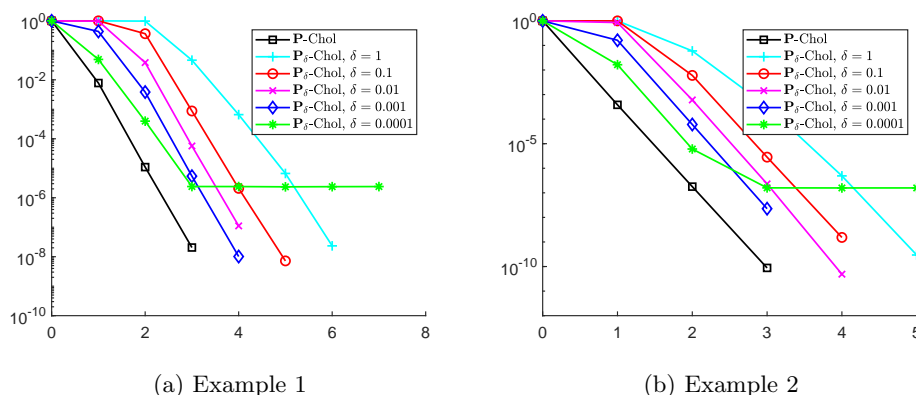 10^0
10^-2
10^-4
10^-6
10^-8
10^-10
0 2 4 6 8
P-Chol
P_δ-Chol, δ = 1
P_δ-Chol, δ = 0.1
P_δ-Chol, δ = 0.01
P_δ-Chol, δ = 0.001
P_δ-Chol, δ = 0.0001
(a) Example 1
10^0
10^-5
10^-10
0 1 2 3 4 5
P-Chol
P_δ-Chol, δ = 1
P_δ-Chol, δ = 0.1
P_δ-Chol, δ = 0.01
P_δ-Chol, δ = 0.001
P_δ-Chol, δ = 0.0001
(b) Example 2